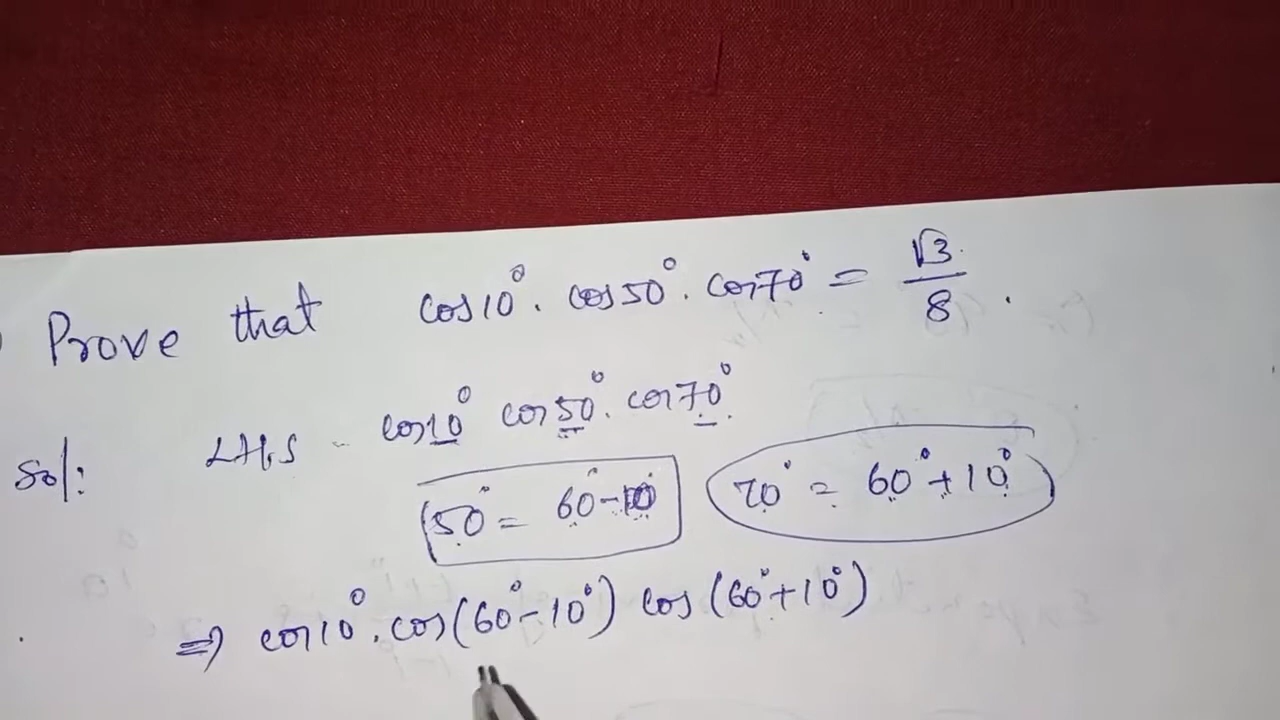 Prove that cos10°. cos50°. cos70° = √3/8 .
Sol: LHS - cos10° cos50°. cos70°.
50° = 60°-10° 70° = 60°+10°
⇒ cos10°. cos(60°-10°) cos(60°+10°)